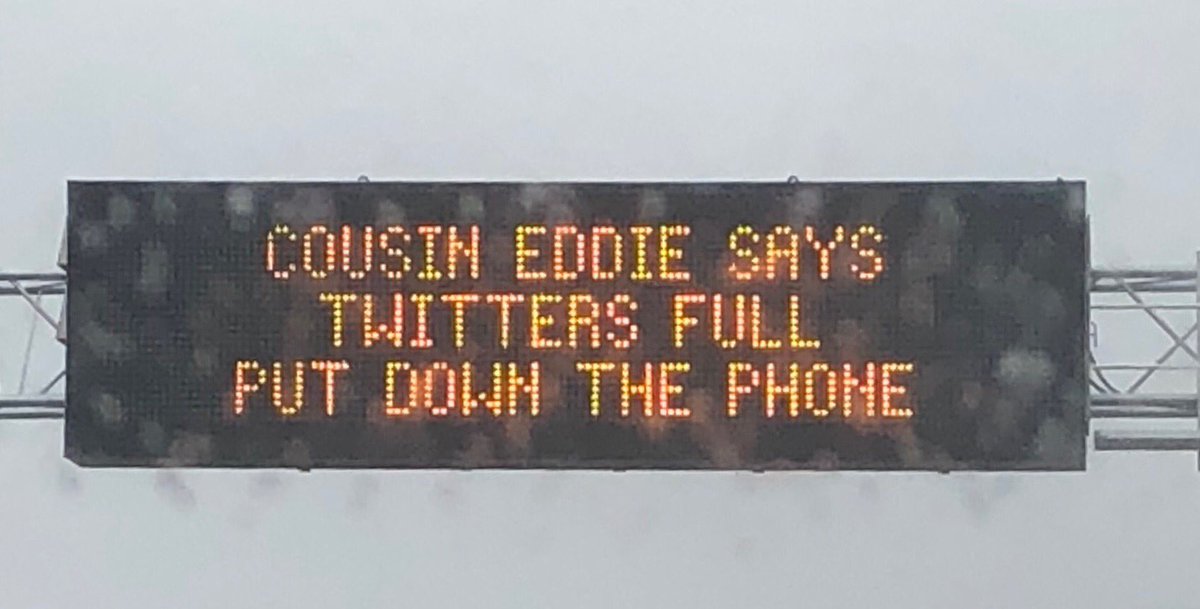 COUSIN EDDIE SAYS
TWITTERS FULL
PUT DOWN THE PHONE